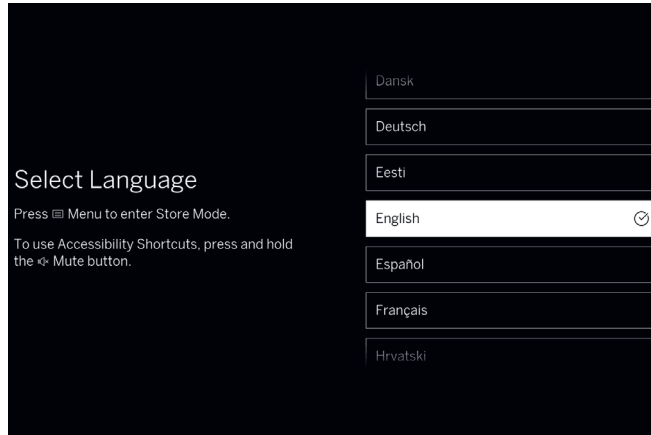 Select Language
Press Menu to enter Store Mode.
To use Accessibility Shortcuts, press and hold
the Mute button.
Dansk
Deutsch
Eesti
English
Español
Français
Hrvatski